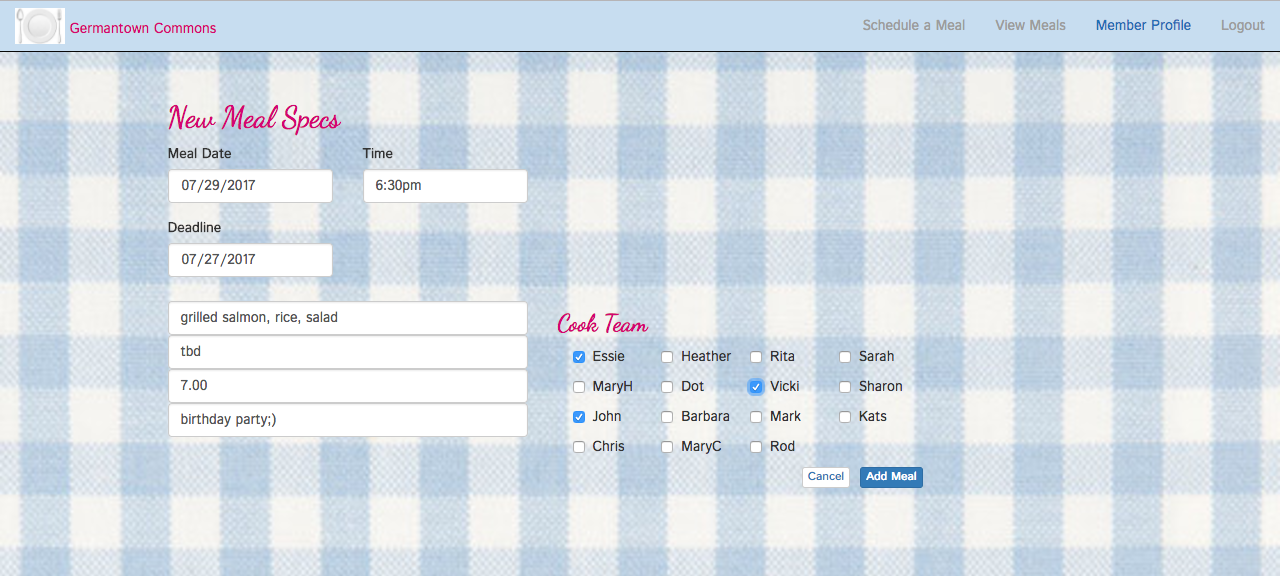 Germantown Commons Schedule a Meal View Meals Member Profile Logout
New Meal Specs
Meal Date Time
07/29/2017 6:30pm
Deadline
07/27/2017
grilled salmon, rice, salad
tbd
7.00
birthday party;)
Cook Team
Essie Heather Rita Sarah
MaryH Dot Vicki Sharon
John Barbara Mark Kats
Chris MaryC Rod
Cancel Add Meal